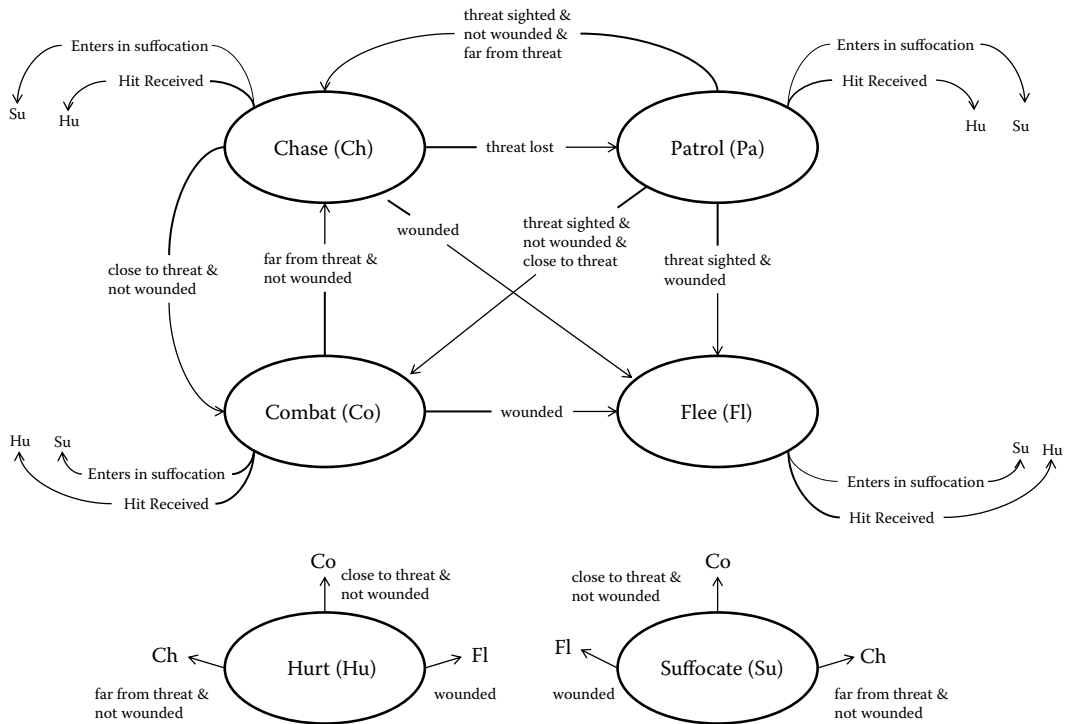 threat sighted &
not wounded &
far from threat
Enters in suffocation
Hit Received
Su
Hu
Enters in suffocation
Hit Received
Hu
Su
Chase (Ch)
threat lost
Patrol (Pa)
wounded
threat sighted &
not wounded &
close to threat
close to threat &
not wounded
far from threat &
not wounded
threat sighted &
wounded
Combat (Co)
wounded
Flee (Fl)
Hu
Su
Enters in suffocation
Hit Received
Su
Hu
Enters in suffocation
Hit Received
Co
close to threat &
not wounded
Ch
Hurt (Hu)
Fl
far from threat &
not wounded
wounded
Co
close to threat &
not wounded
Fl
Suffocate (Su)
Ch
wounded
far from threat &
not wounded